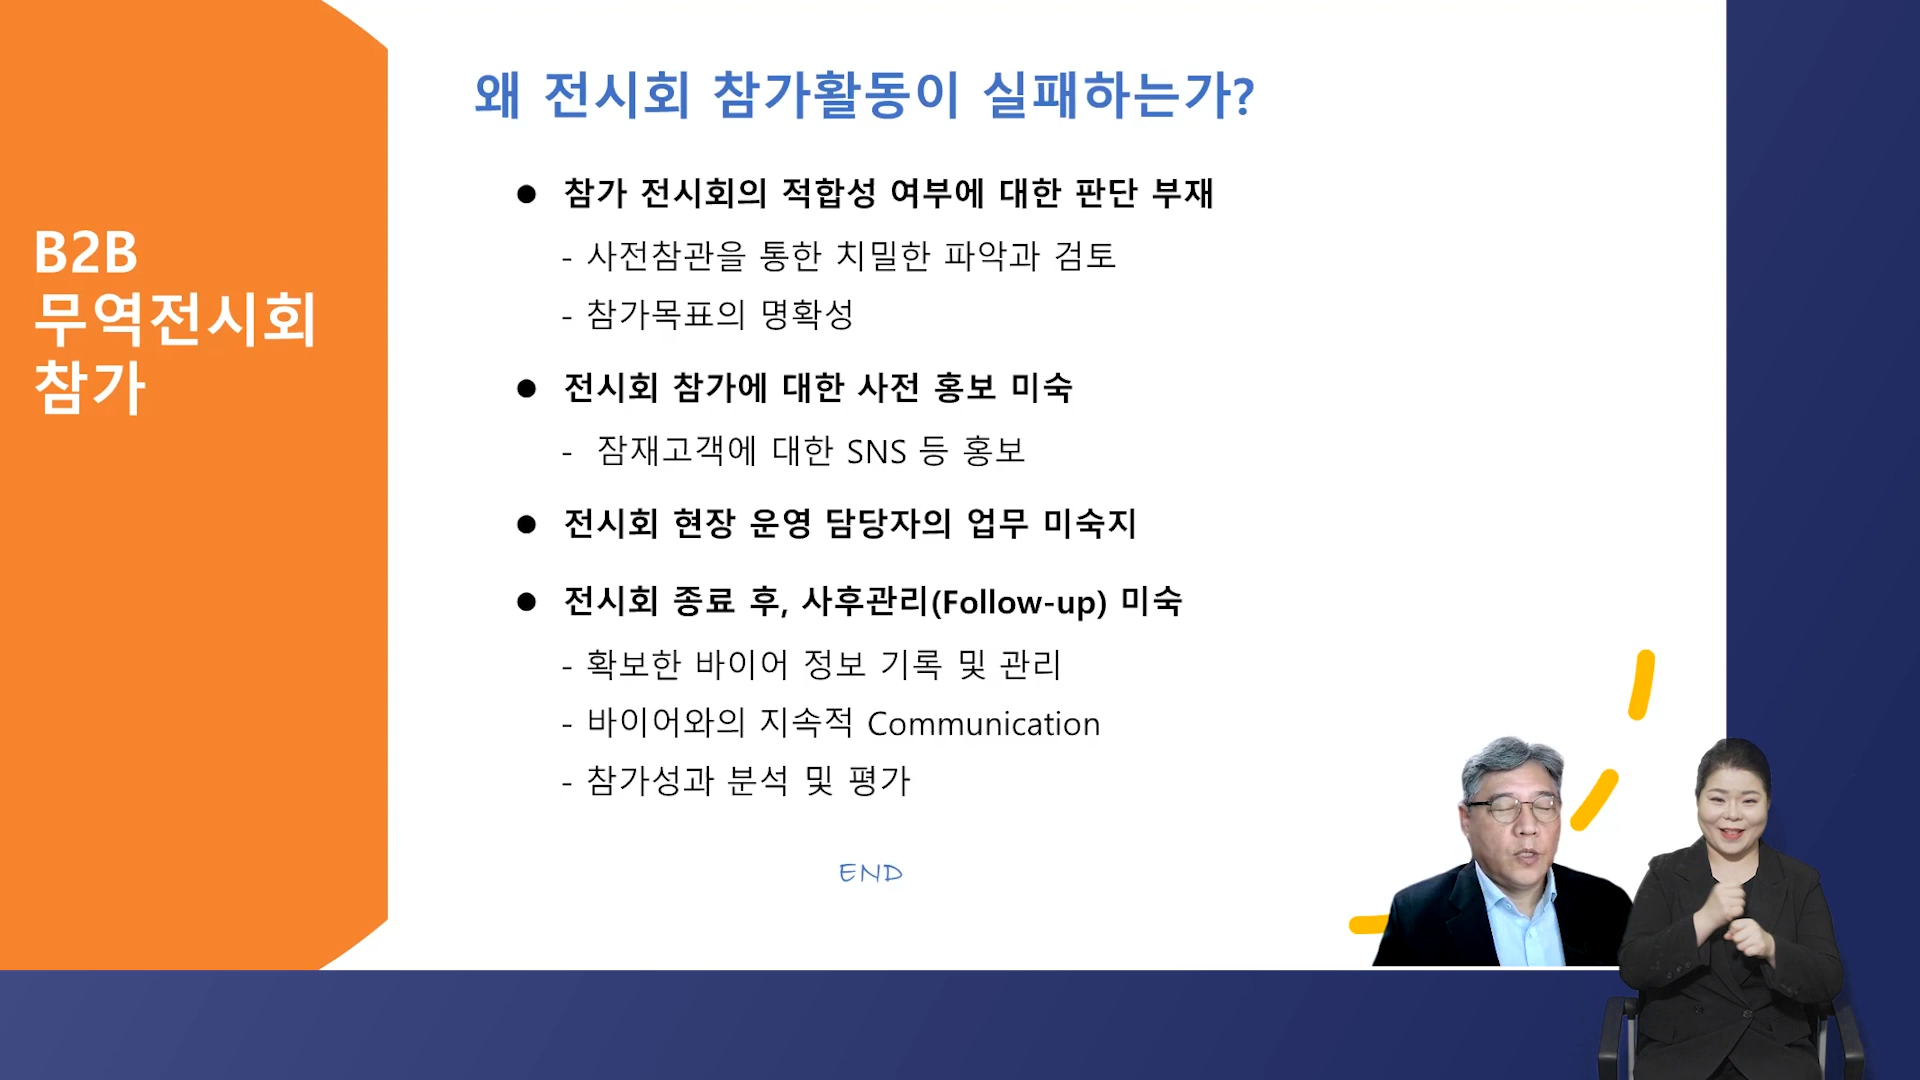 B2B
무역전시회
참가
왜 전시회 참가활동이 실패하는가?
● 참가 전시회의 적합성 여부에 대한 판단 부재
- 사전참관을 통한 치밀한 파악과 검토
- 참가목표의 명확성
● 전시회 참가에 대한 사전 홍보 미숙
- 잠재고객에 대한 SNS 등 홍보
● 전시회 현장 운영 담당자의 업무 미숙지
● 전시회 종료 후, 사후관리(Follow-up) 미숙
- 확보한 바이어 정보 기록 및 관리
- 바이어와의 지속적 Communication
- 참가성과 분석 및 평가
END